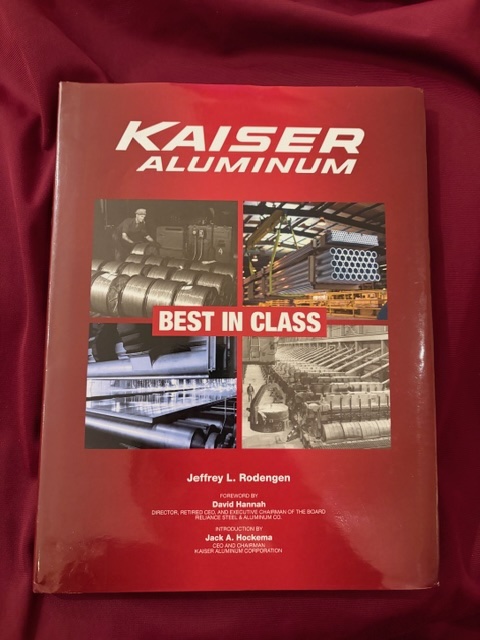 KAISER
ALUMINUM
BEST IN CLASS
Jeffrey L. Rodengen
FOREWORD BY
David Hannah
DIRECTOR, RETIRED CEO, AND EXECUTIVE CHAIRMAN OF THE BOARD
RELIANCE STEEL & ALUMINUM CO.
INTRODUCTION BY
Jack A. Hockema
CEO AND CHAIRMAN
KAISER ALUMINUM CORPORATION